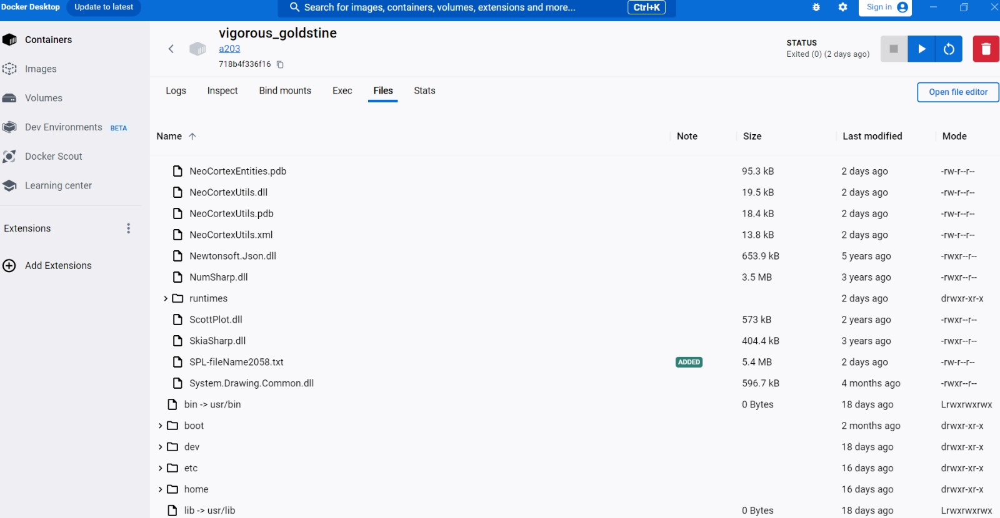 Docker Desktop Update to latest Search for images, containers, volumes, extensions and more... Ctrl+K Sign in
Containers
Images
Volumes
Dev Environments BETA
Docker Scout
Learning center
Extensions
Add Extensions
vigorous_goldstine
a203
718b4f336f16
STATUS
Exited (0) (2 days ago)
Logs Inspect Bind mounts Exec Files Stats
Open file editor
Name Note Size Last modified Mode
NeoCortexEntities.pdb 95.3 kB 2 days ago -rw-r--r--
NeoCortexUtils.dll 19.5 kB 2 days ago -rw-r--r--
NeoCortexUtils.pdb 18.4 kB 2 days ago -rw-r--r--
NeoCortexUtils.xml 13.8 kB 2 days ago -rw-r--r--
Newtonsoft.Json.dll 653.9 kB 5 years ago -rwxr--r--
NumSharp.dll 3.5 MB 3 years ago -rwxr--r--
runtimes 2 days ago drwxr-xr-x
ScottPlot.dll 573 kB 2 years ago -rwxr--r--
SkiaSharp.dll 404.4 kB 3 years ago -rwxr--r--
SPL-fileName2058.txt ADDED 5.4 MB 2 days ago -rw-r--r--
System.Drawing.Common.dll 596.7 kB 4 months ago -rwxr--r--
bin -> usr/bin 0 Bytes 18 days ago Lrwxrwxrwx
boot 2 months ago drwxr-xr-x
dev 18 days ago drwxr-xr-x
etc 16 days ago drwxr-xr-x
home 16 days ago drwxr-xr-x
lib -> usr/lib 0 Bytes 18 days ago Lrwxrwxrwx